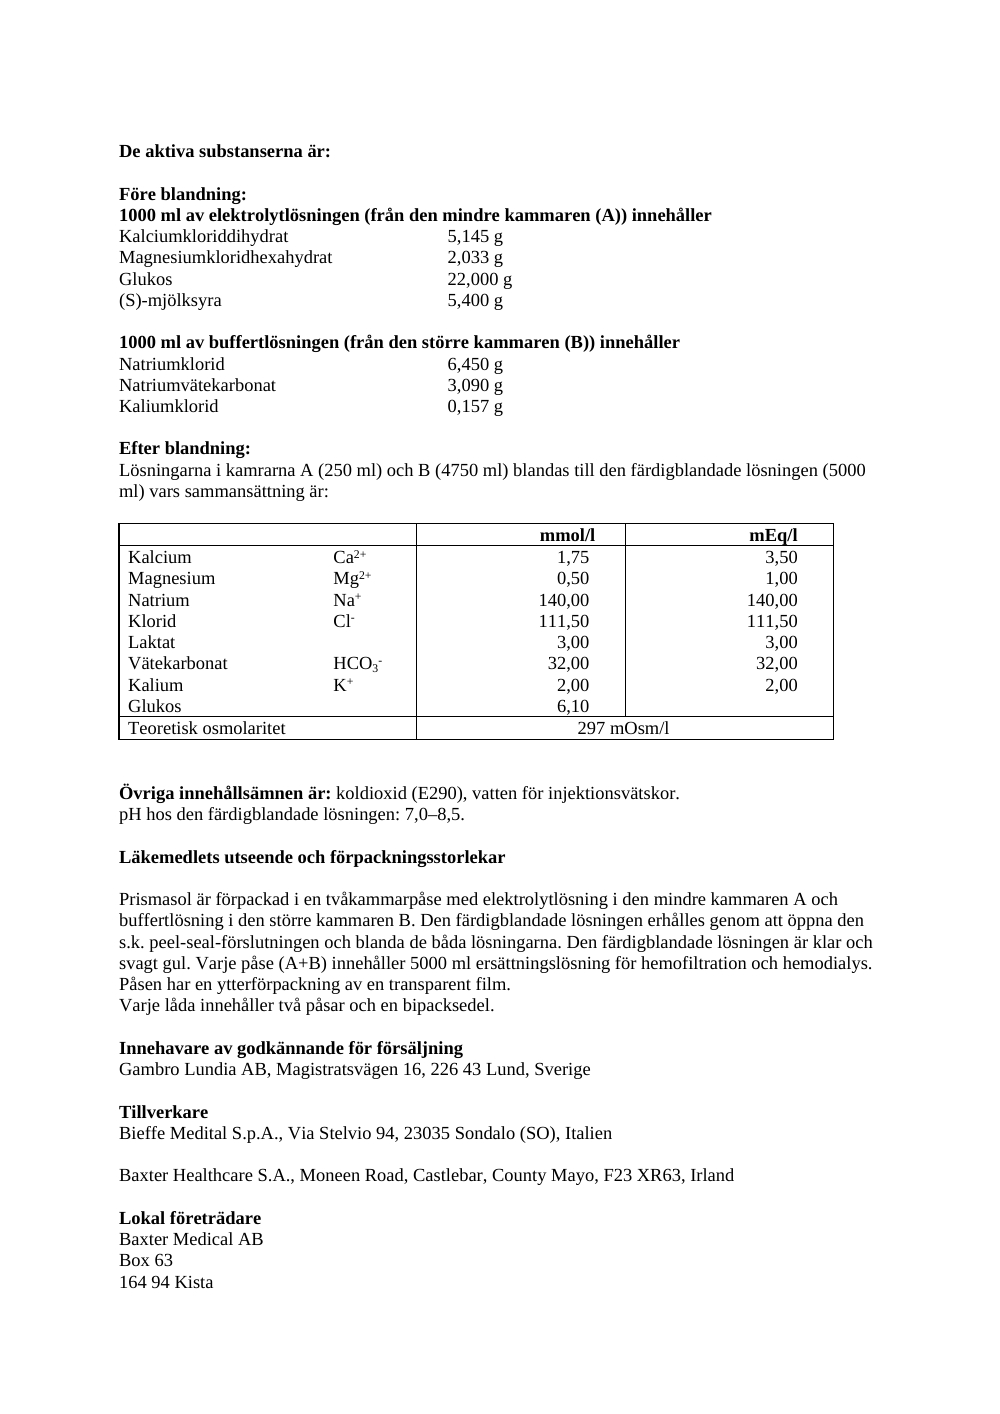 De aktiva substanserna är:
Före blandning:
1000 ml av elektrolytlösningen (från den mindre kammaren (A)) innehåller
Kalciumkloriddihydrat 5,145 g
Magnesiumkloridhexahydrat 2,033 g
Glukos 22,000 g
(S)-mjölksyra 5,400 g
1000 ml av buffertlösningen (från den större kammaren (B)) innehåller
Natriumklorid 6,450 g
Natriumvätekarbonat 3,090 g
Kaliumklorid 0,157 g
Efter blandning:
Lösningarna i kamrarna A (250 ml) och B (4750 ml) blandas till den färdigblandade lösningen (5000
ml) vars sammansättning är:
mmol/l mEq/l
Kalcium Ca²⁺ 1,75 3,50
Magnesium Mg²⁺ 0,50 1,00
Natrium Na⁺ 140,00 140,00
Klorid Cl⁻ 111,50 111,50
Laktat 3,00 3,00
Vätekarbonat HCO₃⁻ 32,00 32,00
Kalium K⁺ 2,00 2,00
Glukos 6,10
Teoretisk osmolaritet 297 mOsm/l
Övriga innehållsämnen är: koldioxid (E290), vatten för injektionsvätskor.
pH hos den färdigblandade lösningen: 7,0–8,5.
Läkemedlets utseende och förpackningsstorlekar
Prismasol är förpackad i en tvåkammarpåse med elektrolytlösning i den mindre kammaren A och
buffertlösning i den större kammaren B. Den färdigblandade lösningen erhålles genom att öppna den
s.k. peel-seal-förslutningen och blanda de båda lösningarna. Den färdigblandade lösningen är klar och
svagt gul. Varje påse (A+B) innehåller 5000 ml ersättningslösning för hemofiltration och hemodialys.
Påsen har en ytterförpackning av en transparent film.
Varje låda innehåller två påsar och en bipacksedel.
Innehavare av godkännande för försäljning
Gambro Lundia AB, Magistratsvägen 16, 226 43 Lund, Sverige
Tillverkare
Bieffe Medital S.p.A., Via Stelvio 94, 23035 Sondalo (SO), Italien
Baxter Healthcare S.A., Moneen Road, Castlebar, County Mayo, F23 XR63, Irland
Lokal företrädare
Baxter Medical AB
Box 63
164 94 Kista